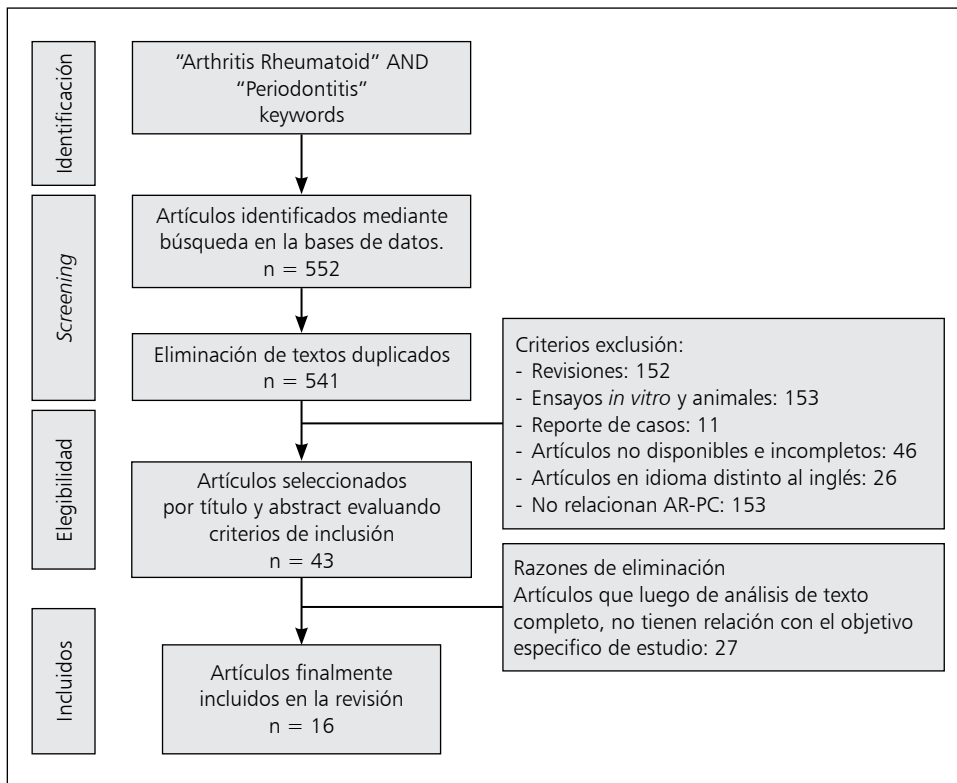 Identificación
“Arthritis Rheumatoid” AND
“Periodontitis”
keywords
Screening
Artículos identificados mediante
búsqueda en la bases de datos.
n = 552
Eliminación de textos duplicados
n = 541
Criterios exclusión:
- Revisiones: 152
- Ensayos in vitro y animales: 153
- Reporte de casos: 11
- Artículos no disponibles e incompletos: 46
- Artículos en idioma distinto al inglés: 26
- No relacionan AR-PC: 153
Elegibilidad
Artículos seleccionados
por título y abstract evaluando
criterios de inclusión
n = 43
Razones de eliminación
Artículos que luego de análisis de texto
completo, no tienen relación con el objetivo
especifico de estudio: 27
Incluidos
Artículos finalmente
incluidos en la revisión
n = 16